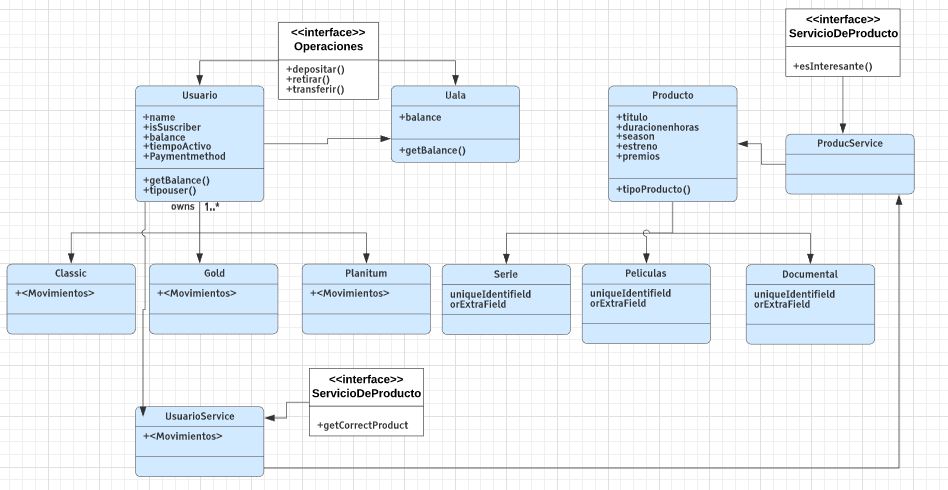 <<interface>>
Operaciones
+depositar()
+retirar()
+transferir()
<<interface>>
ServicioDeProducto
+esInteresante()
Usuario
+name
+isSuscriber
+balance
+tiempoActivo
+Paymentmethod
+getBalance()
+tipouser()
Uala
+balance
+getBalance()
Producto
+titulo
+duracionenhoras
+season
+estreno
+premios
+tipoProducto()
ProducService
owns 1..*
Classic
+<Movimientos>
Gold
+<Movimientos>
Planitum
+<Movimientos>
Serie
uniqueIdentifield
orExtraField
Peliculas
uniqueIdentifield
orExtraField
Documental
uniqueIdentifield
orExtraField
<<interface>>
ServicioDeProducto
+getCorrectProduct
UsuarioService
+<Movimientos>